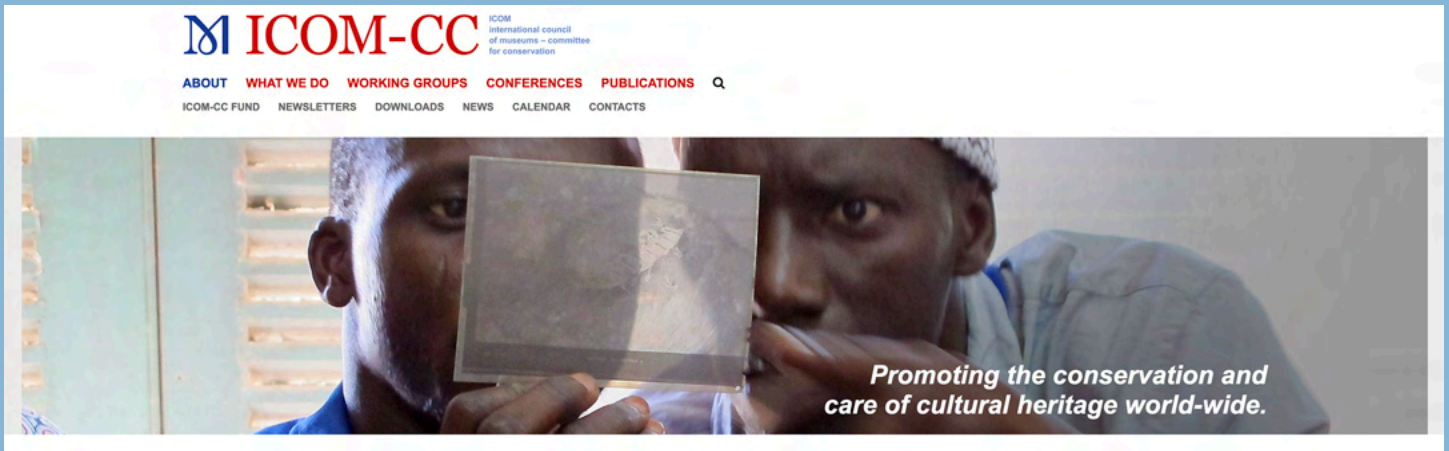 ICOM-CC
ICOM
international council
of museums – committee
for conservation
ABOUT WHAT WE DO WORKING GROUPS CONFERENCES PUBLICATIONS
ICOM-CC FUND NEWSLETTERS DOWNLOADS NEWS CALENDAR CONTACTS
Promoting the conservation and
care of cultural heritage world-wide.